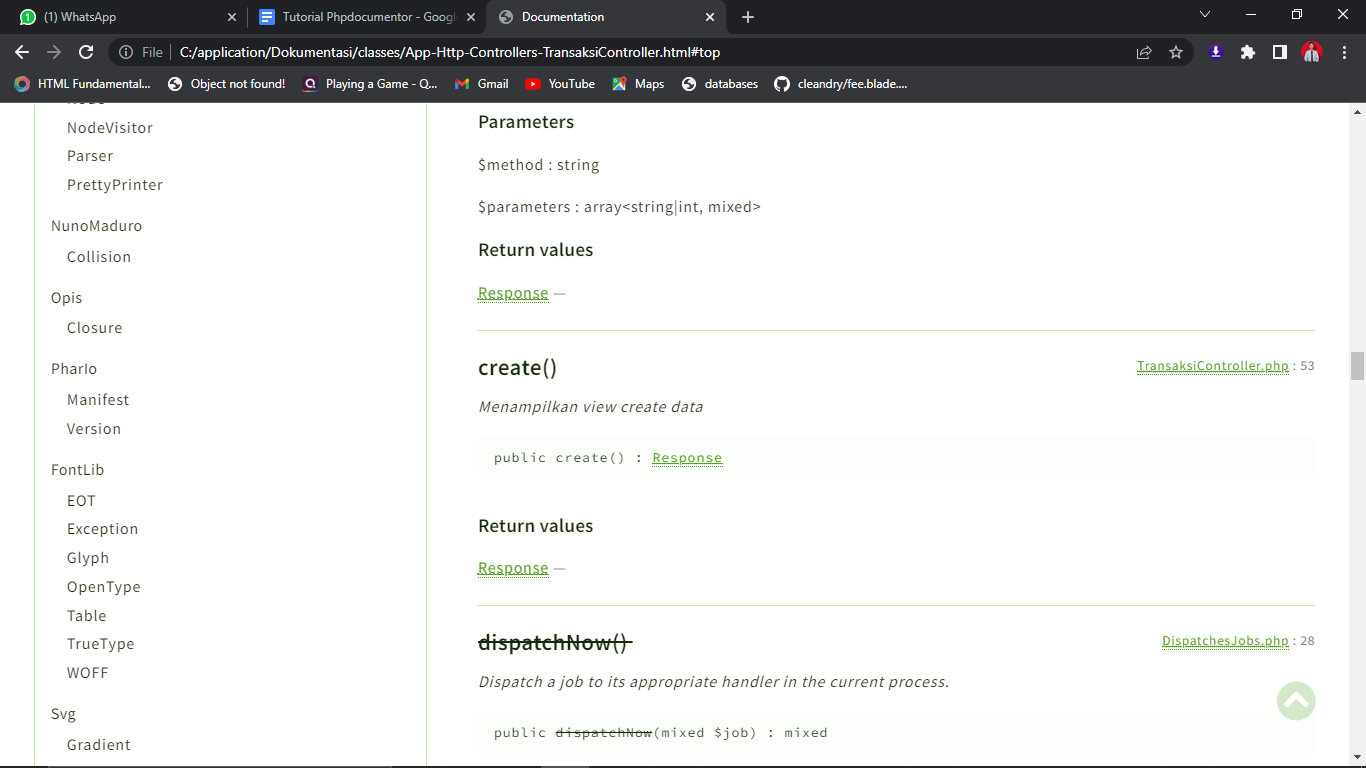 1
(1) WhatsApp
Tutorial Phpdocumentor - Google
Documentation
File
C:/application/Dokumentasi/classes/App-Http-Controllers-TransaksiController.html#top
HTML Fundamental...
Object not found!
Playing a Game - Q...
Gmail
YouTube
Maps
databases
cleandry/fee.blade....
NodeVisitor
Parser
PrettyPrinter
NunoMaduro
Collision
Opis
Closure
PharIo
Manifest
Version
FontLib
EOT
Exception
Glyph
OpenType
Table
TrueType
WOFF
Svg
Gradient
Parameters
$method : string
$parameters : array<string|int, mixed>
Return values
Response —
create()
TransaksiController.php : 53
Menampilkan view create data
public create() : Response
Return values
Response —
dispatchNow()
DispatchesJobs.php : 28
Dispatch a job to its appropriate handler in the current process.
public dispatchNow(mixed $job) : mixed